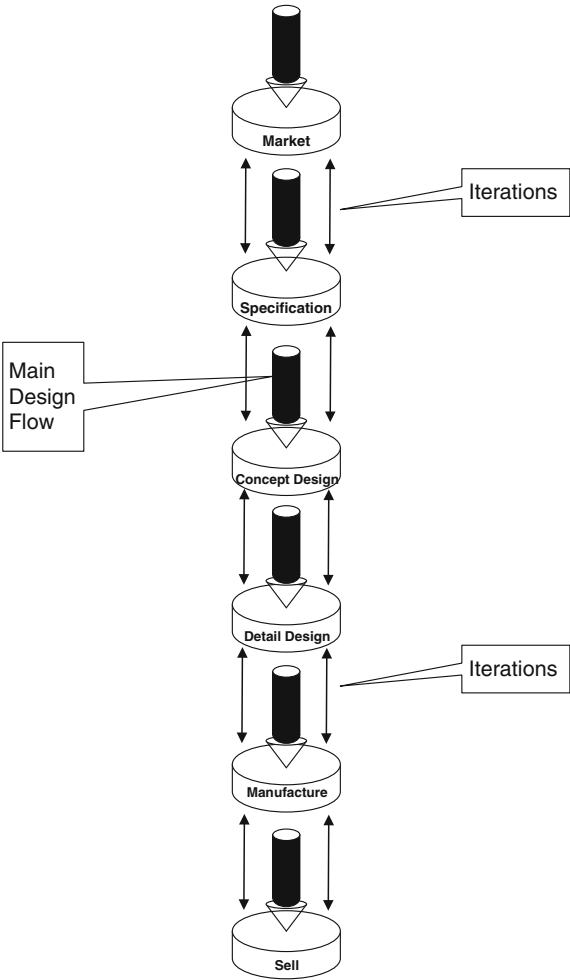 Market
Iterations
Specification
Main
Design
Flow
Concept Design
Detail Design
Iterations
Manufacture
Sell